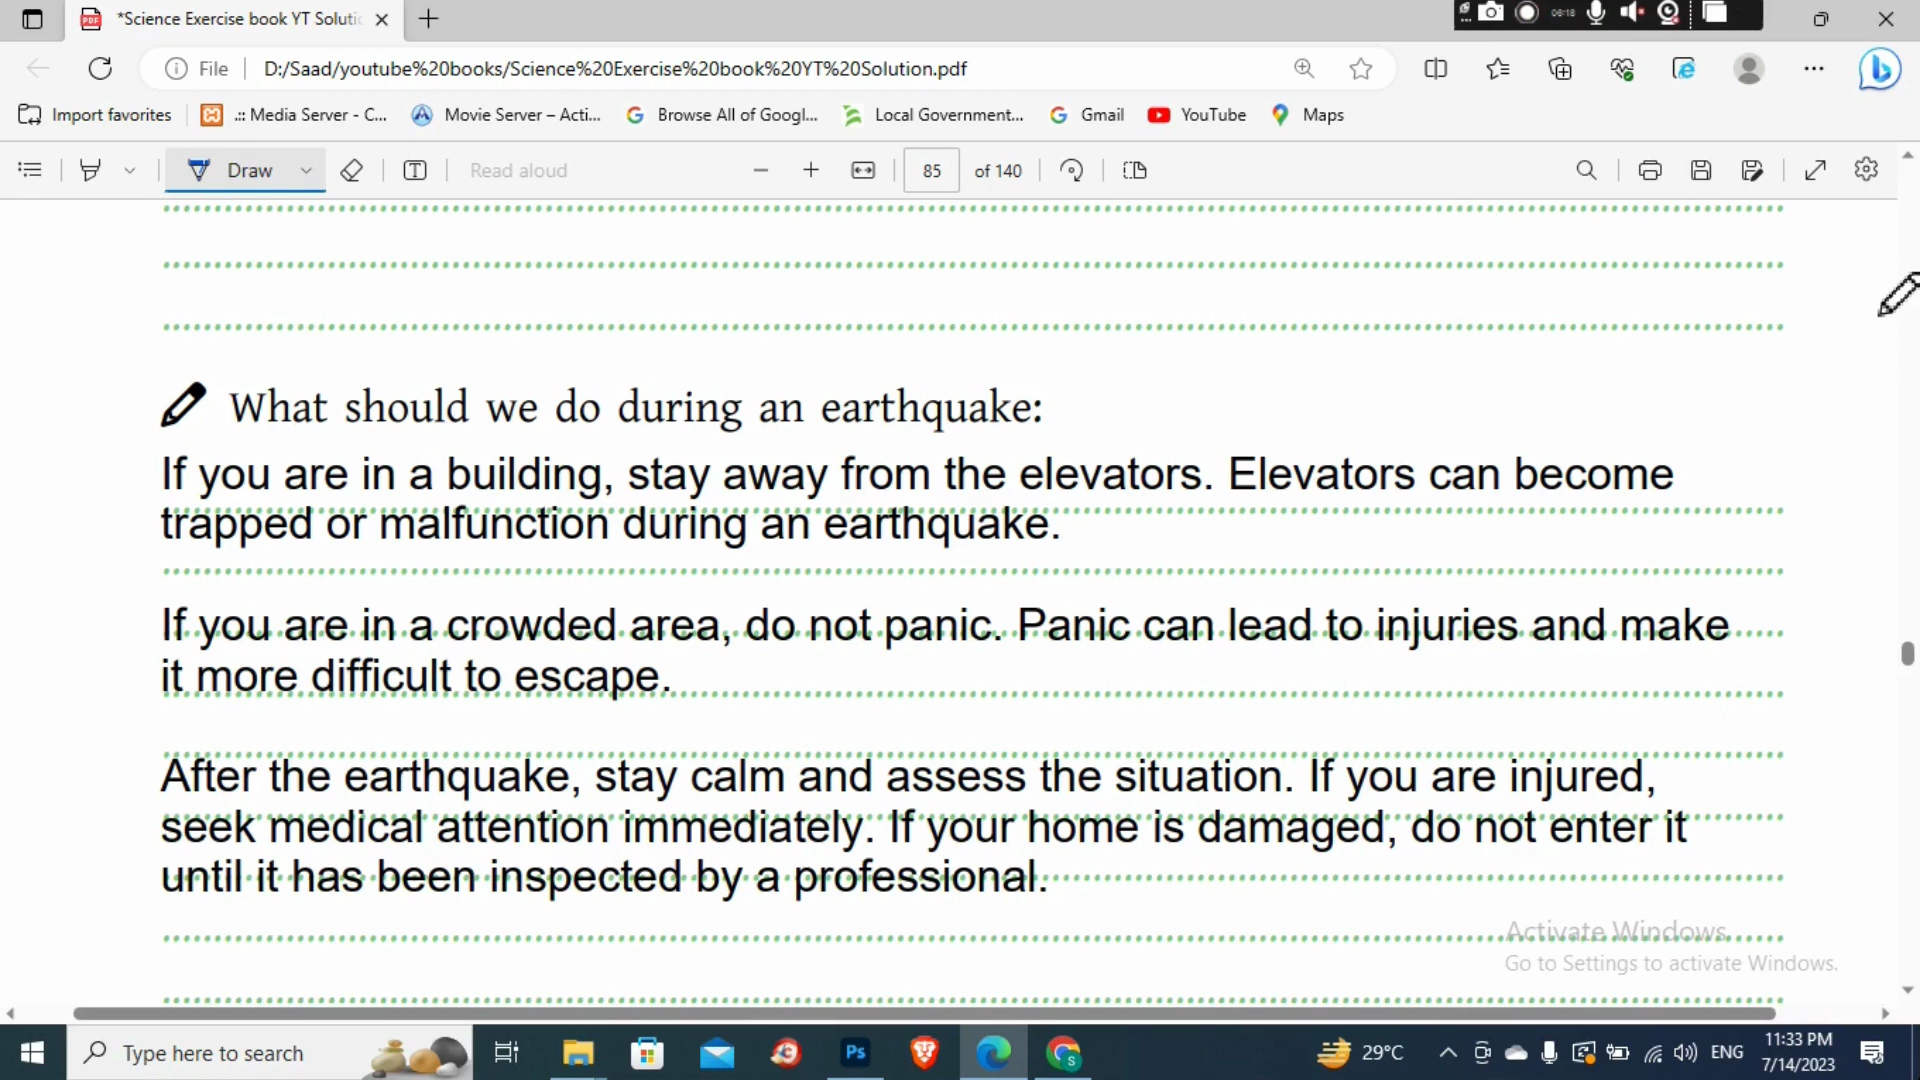 *Science Exercise book YT Soluti
06:18
File
D:/Saad/youtube%20books/Science%20Exercise%20book%20YT%20Solution.pdf
Import favorites
.:: Media Server - C...
Movie Server – Acti...
Browse All of Googl...
Local Government...
Gmail
YouTube
Maps
Draw
Read aloud
85
of 140
What should we do during an earthquake:
If you are in a building, stay away from the elevators. Elevators can become
trapped or malfunction during an earthquake.
If you are in a crowded area, do not panic. Panic can lead to injuries and make
it more difficult to escape.
After the earthquake, stay calm and assess the situation. If you are injured,
seek medical attention immediately. If your home is damaged, do not enter it
until it has been inspected by a professional.
Activate Windows
Go to Settings to activate Windows.
Type here to search
Ps
S
29°C
ENG
11:33 PM
7/14/2023